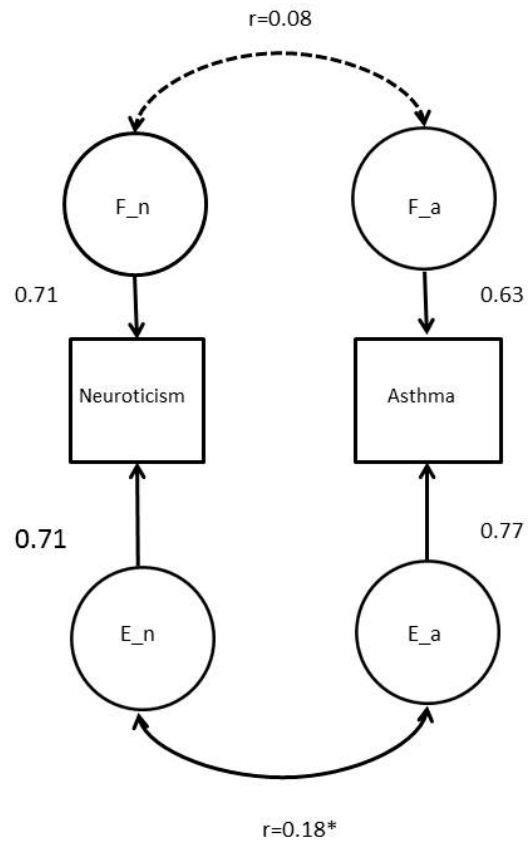 r=0.08
F_n
F_a
0.71
0.63
Neuroticism
Asthma
0.71
0.77
E_n
E_a
r=0.18*